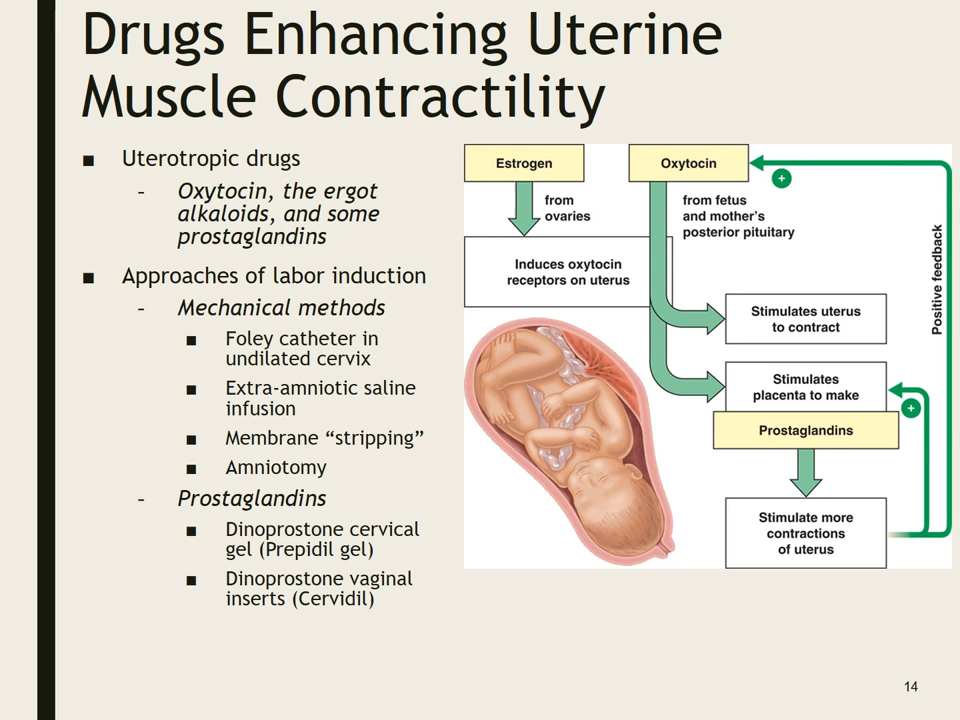 Drugs Enhancing Uterine
Muscle Contractility
■ Uterotropic drugs
– Oxytocin, the ergot
alkaloids, and some
prostaglandins
■ Approaches of labor induction
– Mechanical methods
■ Foley catheter in
undilated cervix
■ Extra-amniotic saline
infusion
■ Membrane “stripping”
■ Amniotomy
– Prostaglandins
■ Dinoprostone cervical
gel (Prepidil gel)
■ Dinoprostone vaginal
inserts (Cervidil)
Estrogen
Oxytocin
+
from
ovaries
from fetus
and mother’s
posterior pituitary
Induces oxytocin
receptors on uterus
Stimulates uterus
to contract
Positive feedback
Stimulates
placenta to make
+
Prostaglandins
Stimulate more
contractions
of uterus
14